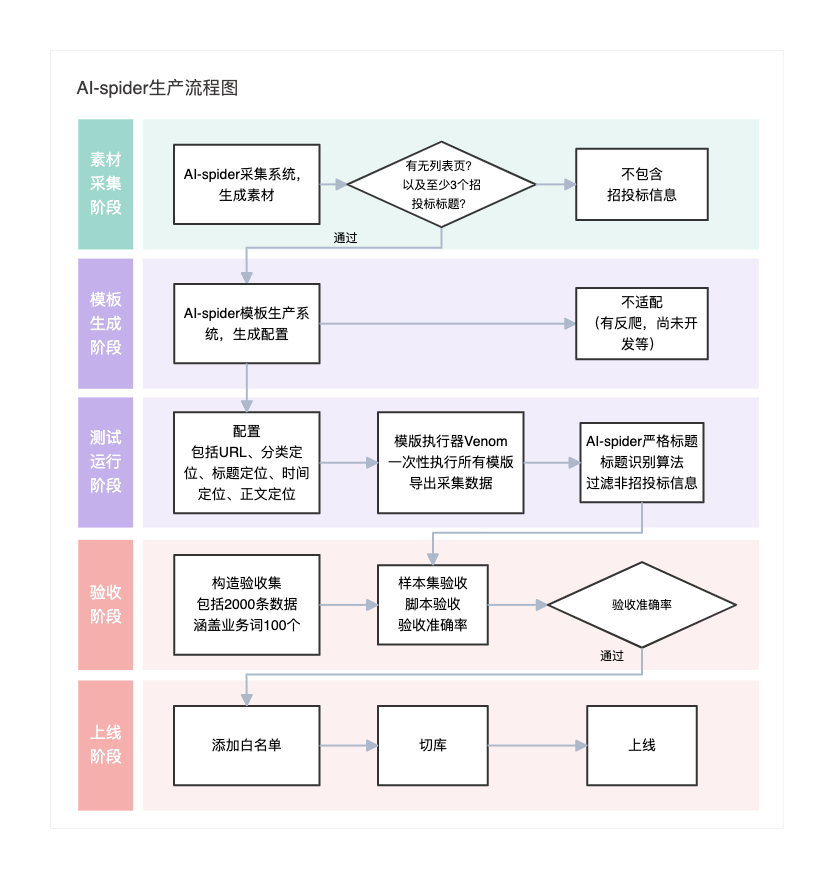 AI-spider生产流程图
素材
采集
阶段
AI-spider采集系统，
生成素材
有无列表页？
以及至少3个招
投标标题？
不包含
招投标信息
通过
模板
生成
阶段
AI-spider模板生产系
统，生成配置
不适配
（有反爬，尚未开
发等）
测试
运行
阶段
配置
包括URL、分类定
位、标题定位、时间
定位、正文定位
模版执行器Venom
一次性执行所有模版
导出采集数据
AI-spider严格标题
标题识别算法
过滤非招投标信息
验收
阶段
构造验收集
包括2000条数据
涵盖业务词100个
样本集验收
脚本验收
验收准确率
验收准确率
通过
上线
阶段
添加白名单
切库
上线